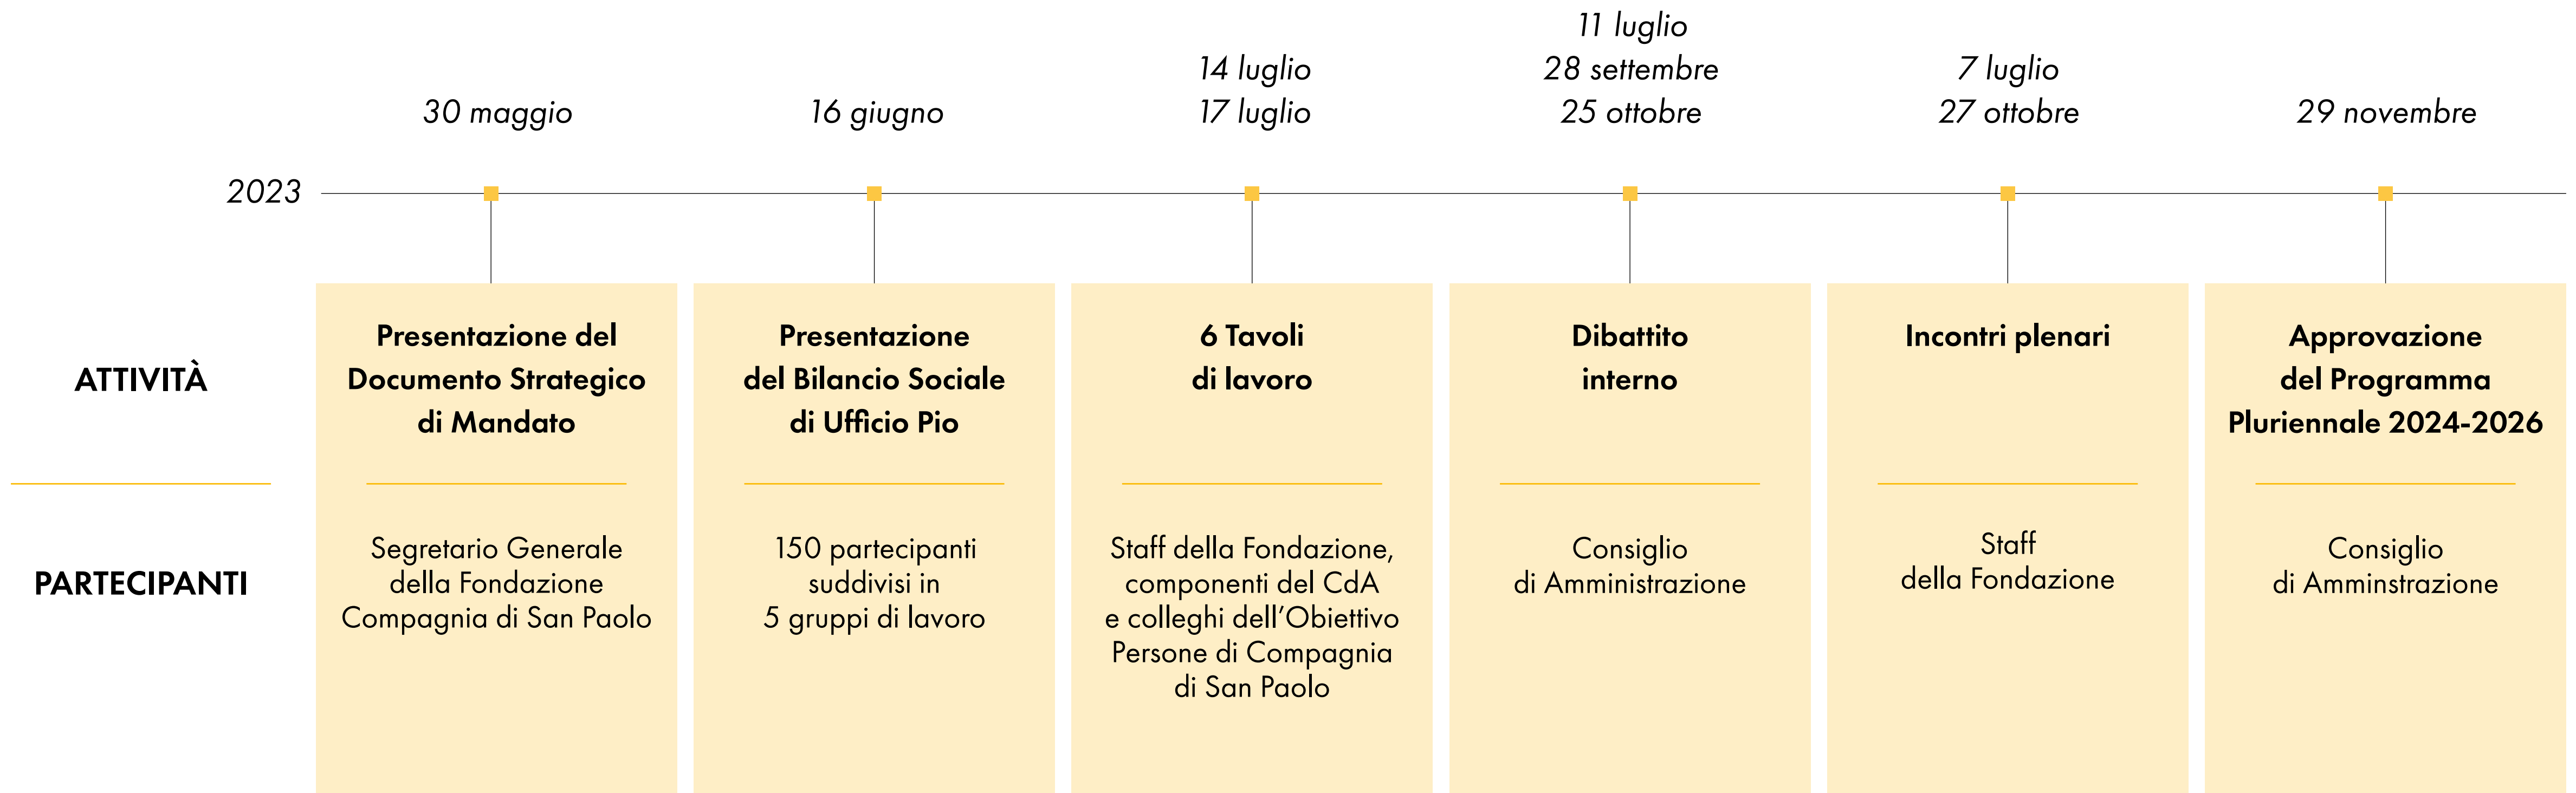 11 luglio
14 luglio
28 settembre
7 luglio
30 maggio
16 giugno
17 luglio
25 ottobre
27 ottobre
29 novembre
2023
ATTIVITÀ
Presentazione del
Documento Strategico
di Mandato
Presentazione
del Bilancio Sociale
di Ufficio Pio
6 Tavoli
di lavoro
Dibattito
interno
Incontri plenari
Approvazione
del Programma
Pluriennale 2024-2026
PARTECIPANTI
Segretario Generale
della Fondazione
Compagnia di San Paolo
150 partecipanti
suddivisi in
5 gruppi di lavoro
Staff della Fondazione,
componenti del CdA
e colleghi dell’Obiettivo
Persone di Compagnia
di San Paolo
Consiglio
di Amministrazione
Staff
della Fondazione
Consiglio
di Amminstrazione